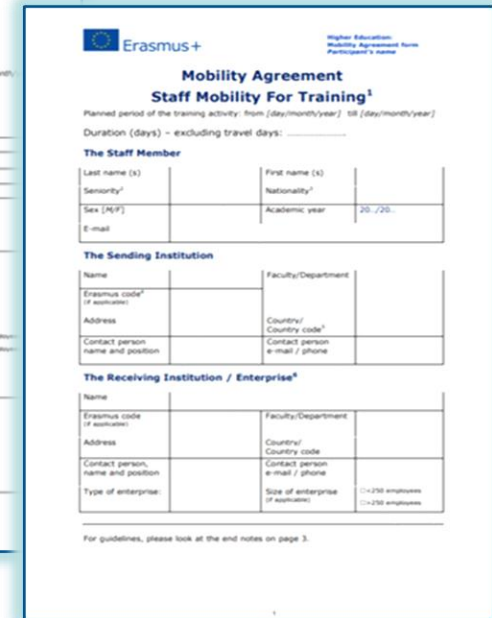 Erasmus+
Higher Education:
Mobility Agreement form
Participant's name
Mobility Agreement
Staff Mobility For Training¹
Planned period of the training activity: from [day/month/year] till [day/month/year]
Duration (days) – excluding travel days: ....................
The Staff Member
Last name (s) First name (s)
Seniority² Nationality³
Sex [M/F] Academic year 20../20..
E-mail
The Sending Institution
Name Faculty/Department
Erasmus code⁴
(if applicable)
Address Country/
Country code⁵
Contact person
name and position
Contact person
e-mail / phone
The Receiving Institution / Enterprise⁶
Name
Erasmus code
(if applicable)
Faculty/Department
Address Country/
Country code
Contact person,
name and position
Contact person
e-mail / phone
Type of enterprise: Size of enterprise
(if applicable)
☐<250 employees
☐>250 employees
For guidelines, please look at the end notes on page 3.
1